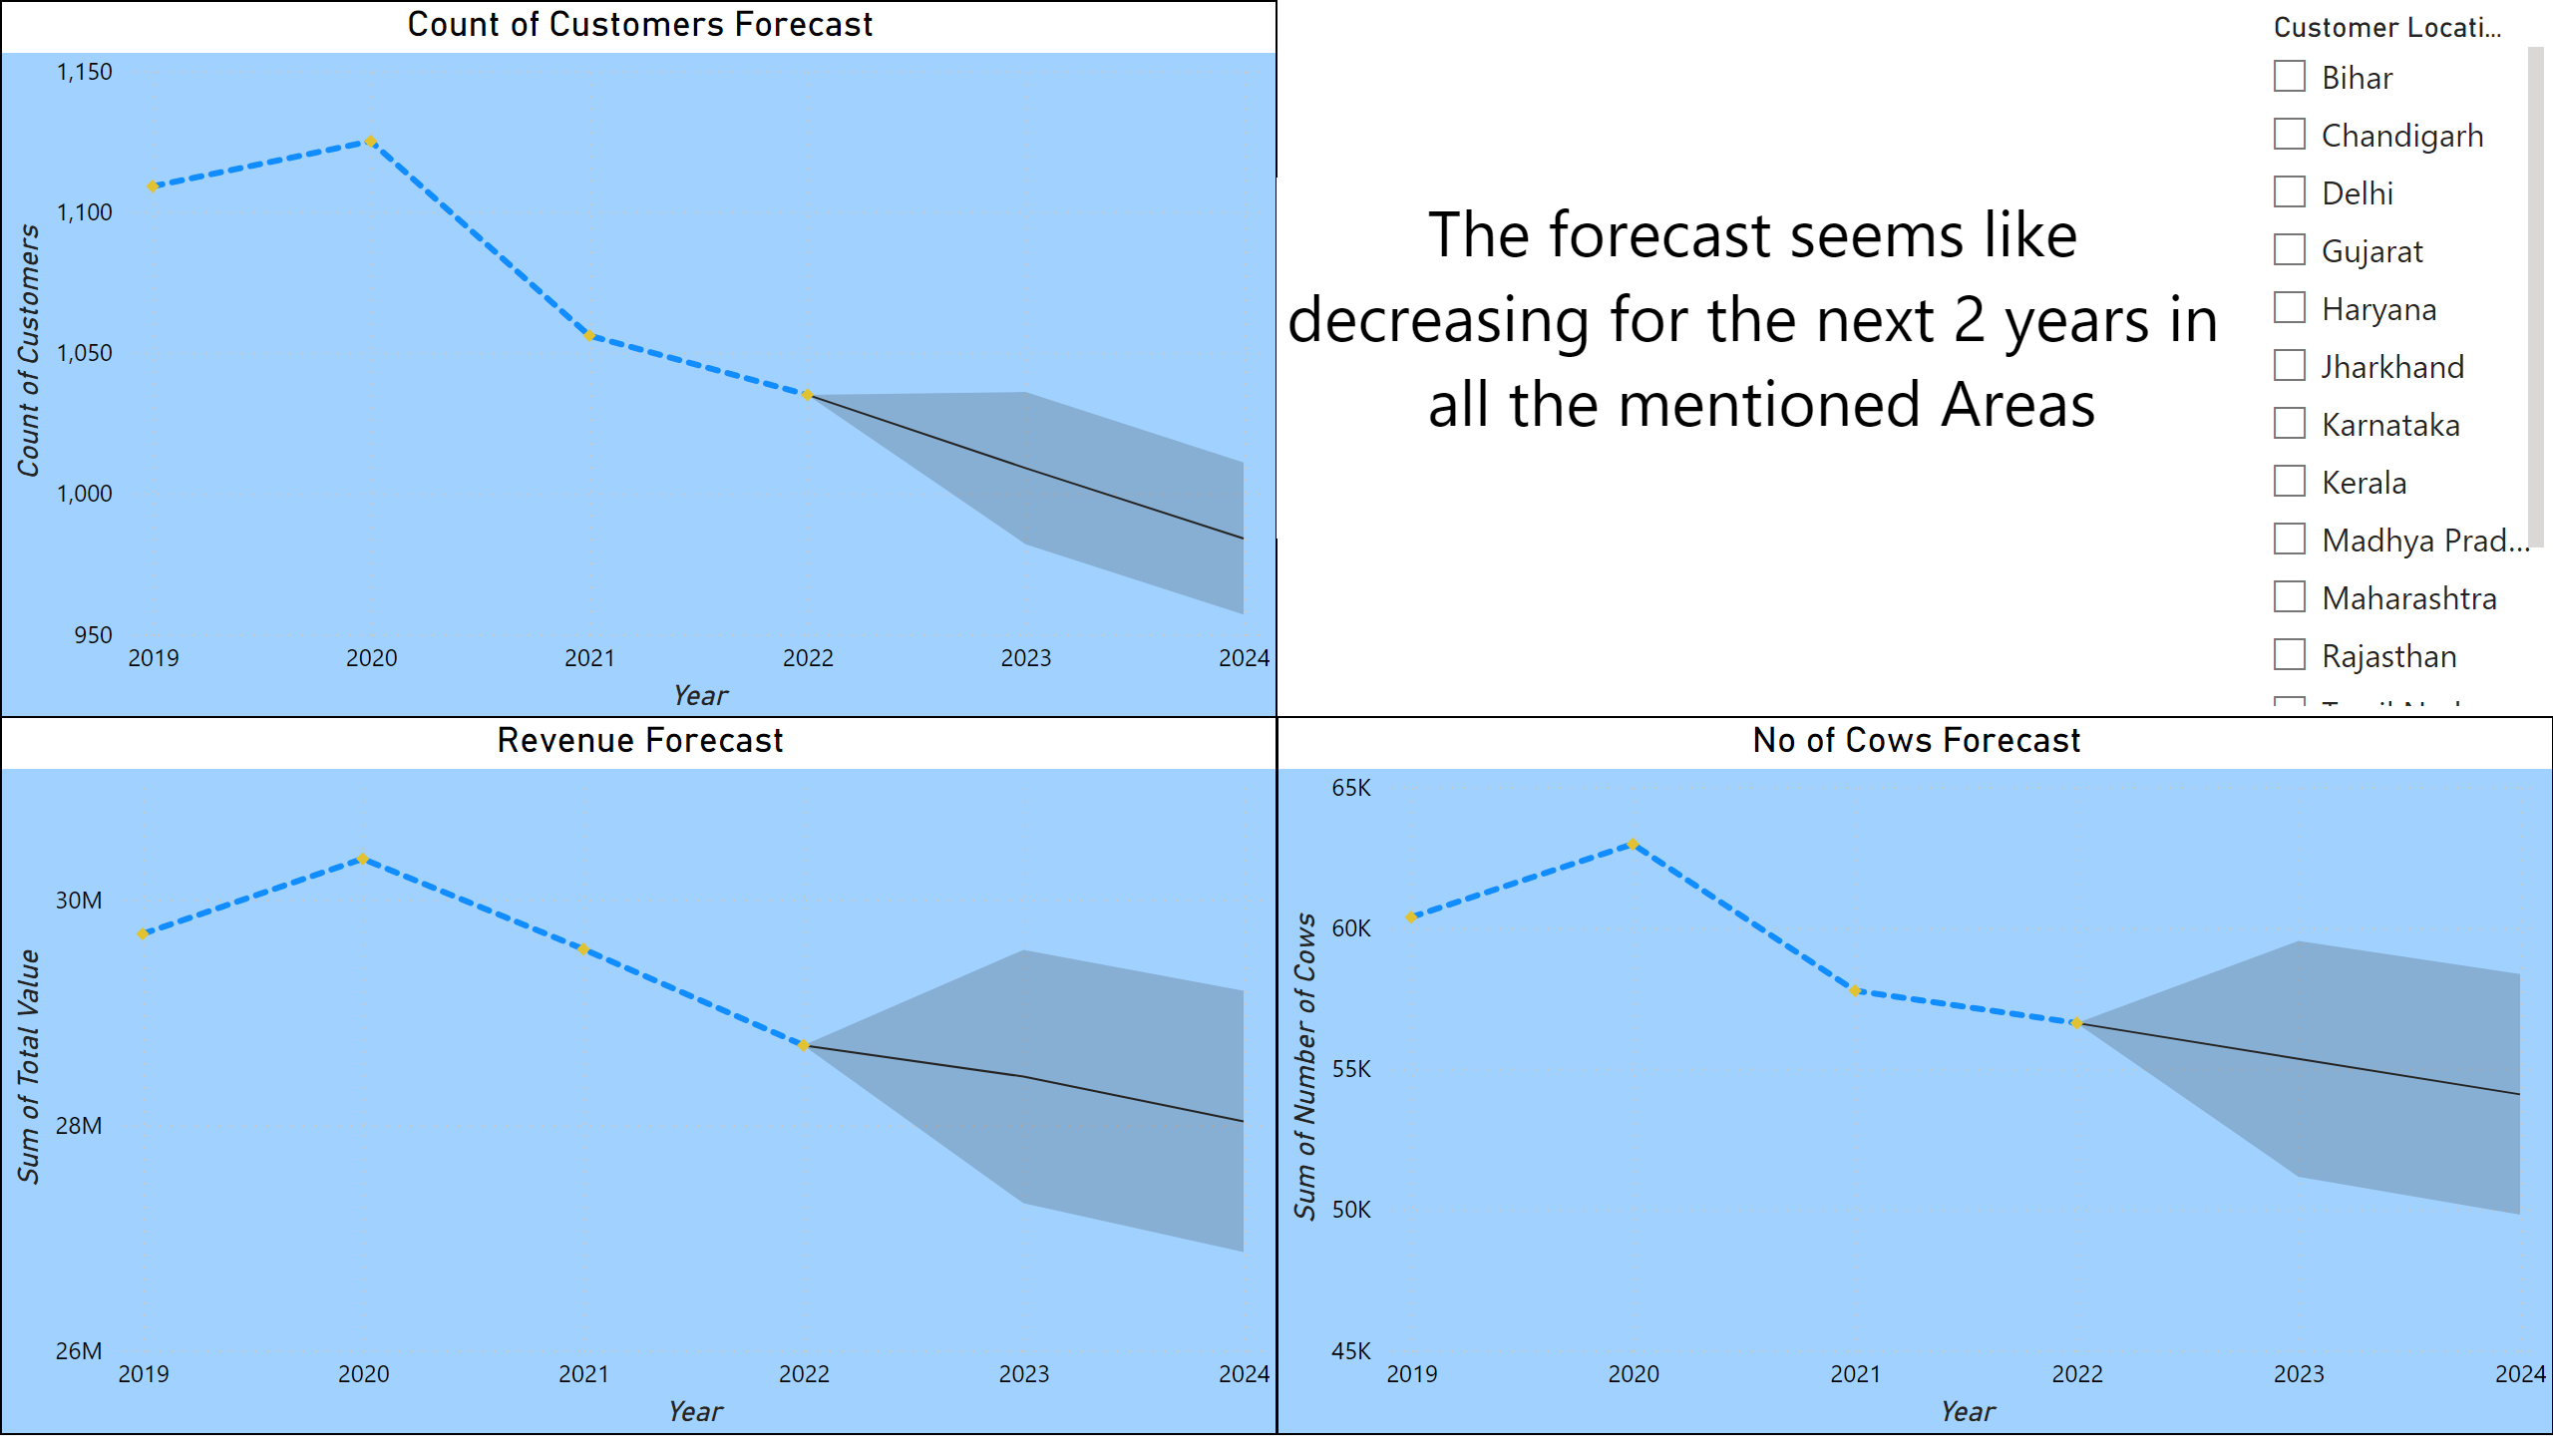 Count of Customers Forecast
1,150
1,100
1,050
1,000
950
Count of Customers
2019 2020 2021 2022 2023 2024
Year
The forecast seems like
decreasing for the next 2 years in
all the mentioned Areas
Customer Locati...
Bihar
Chandigarh
Delhi
Gujarat
Haryana
Jharkhand
Karnataka
Kerala
Madhya Prad...
Maharashtra
Rajasthan
Revenue Forecast
30M
28M
26M
Sum of Total Value
2019 2020 2021 2022 2023 2024
Year
No of Cows Forecast
65K
60K
55K
50K
45K
Sum of Number of Cows
2019 2020 2021 2022 2023 2024
Year